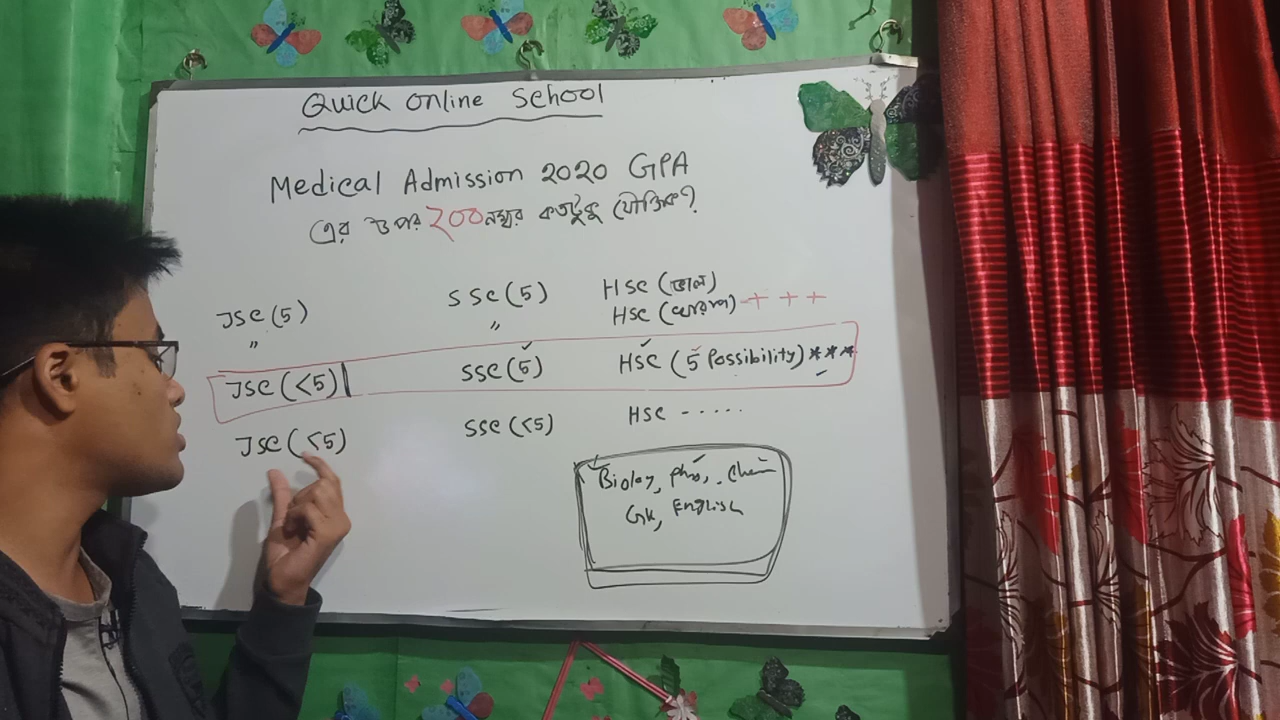 Quick Online School
Medical Admission 2020 GPA
এর উপর ২০০ নম্বর কতটুকু যৌক্তিক?
JSC (5) SSC (5) HSC (ভাল)
" " HSC (খারাপ) + + +
JSC (<5) SSC (5) HSC (5 Possibility) ***
JSC (<5) SSC (<5) HSC - - - - -
Bioloy, phy, . Chem
GK, English